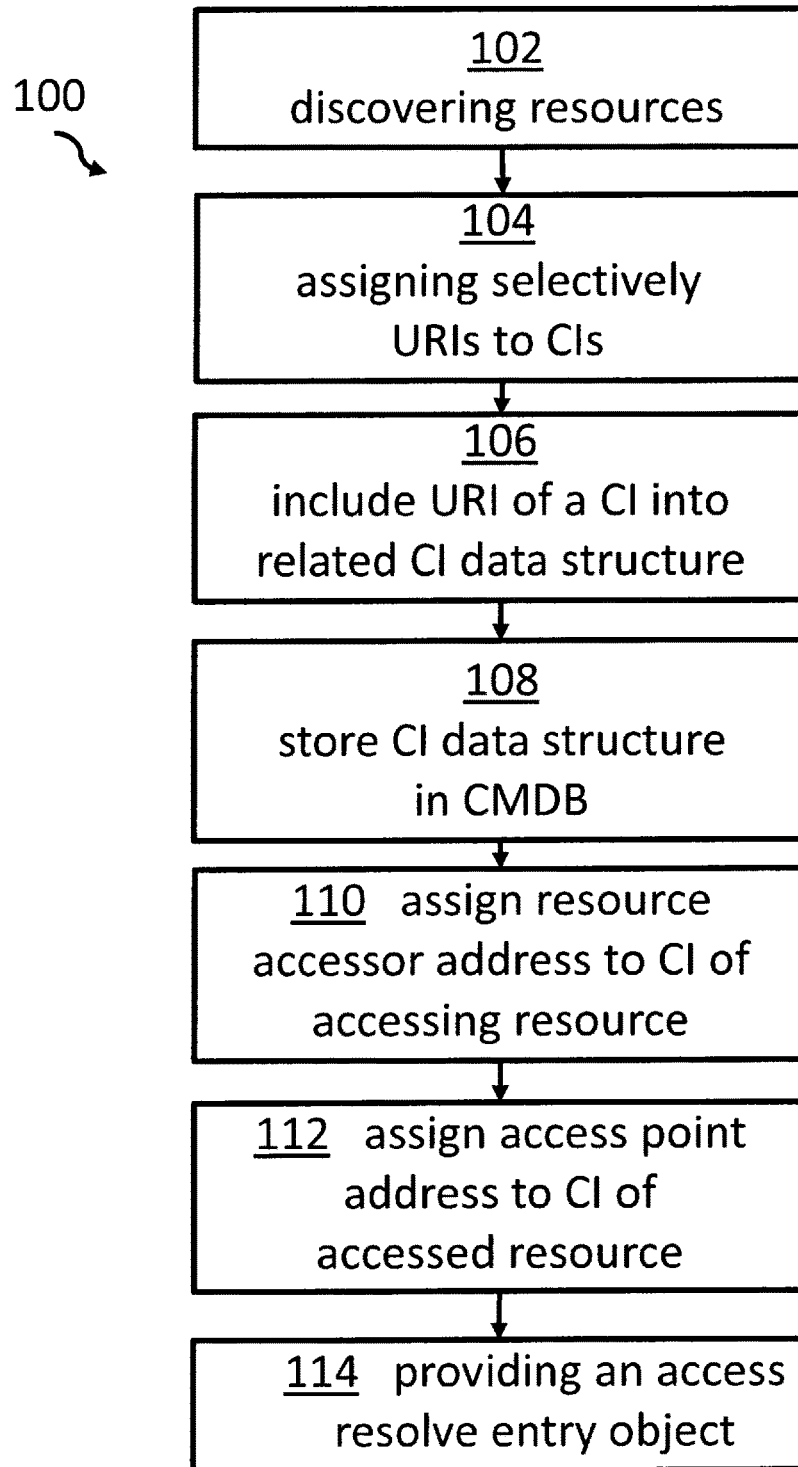 100
102
discovering resources
104
assigning selectively
URIs to CIs
106
include URI of a CI into
related CI data structure
108
store CI data structure
in CMDB
110 assign resource
accessor address to CI of
accessing resource
112 assign access point
address to CI of
accessed resource
114 providing an access
resolve entry object